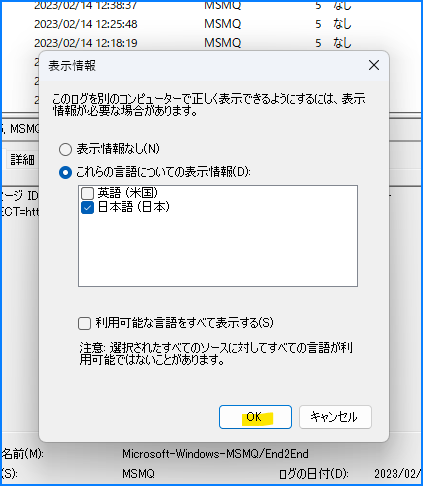 2023/02/14 12:38:37 MSMQ 5 なし
2023/02/14 12:25:48 MSMQ 5 なし
2023/02/14 12:18:19 MSMQ 5 なし
表示情報
このログを別のコンピューターで正しく表示できるようにするには、表示
情報が必要な場合があります。
MSMQ
詳細
表示情報なし(N)
これらの言語についての表示情報(D):
ージ ID
ECT=htt
英語 (米国)
日本語 (日本)
利用可能な言語をすべて表示する(S)
注意: 選択されたすべてのソースに対してすべての言語が利
用可能ではないことがあります。
OK キャンセル
名前(M): Microsoft-Windows-MSMQ/End2End
(S): MSMQ ログの日付(D): 2023/02/